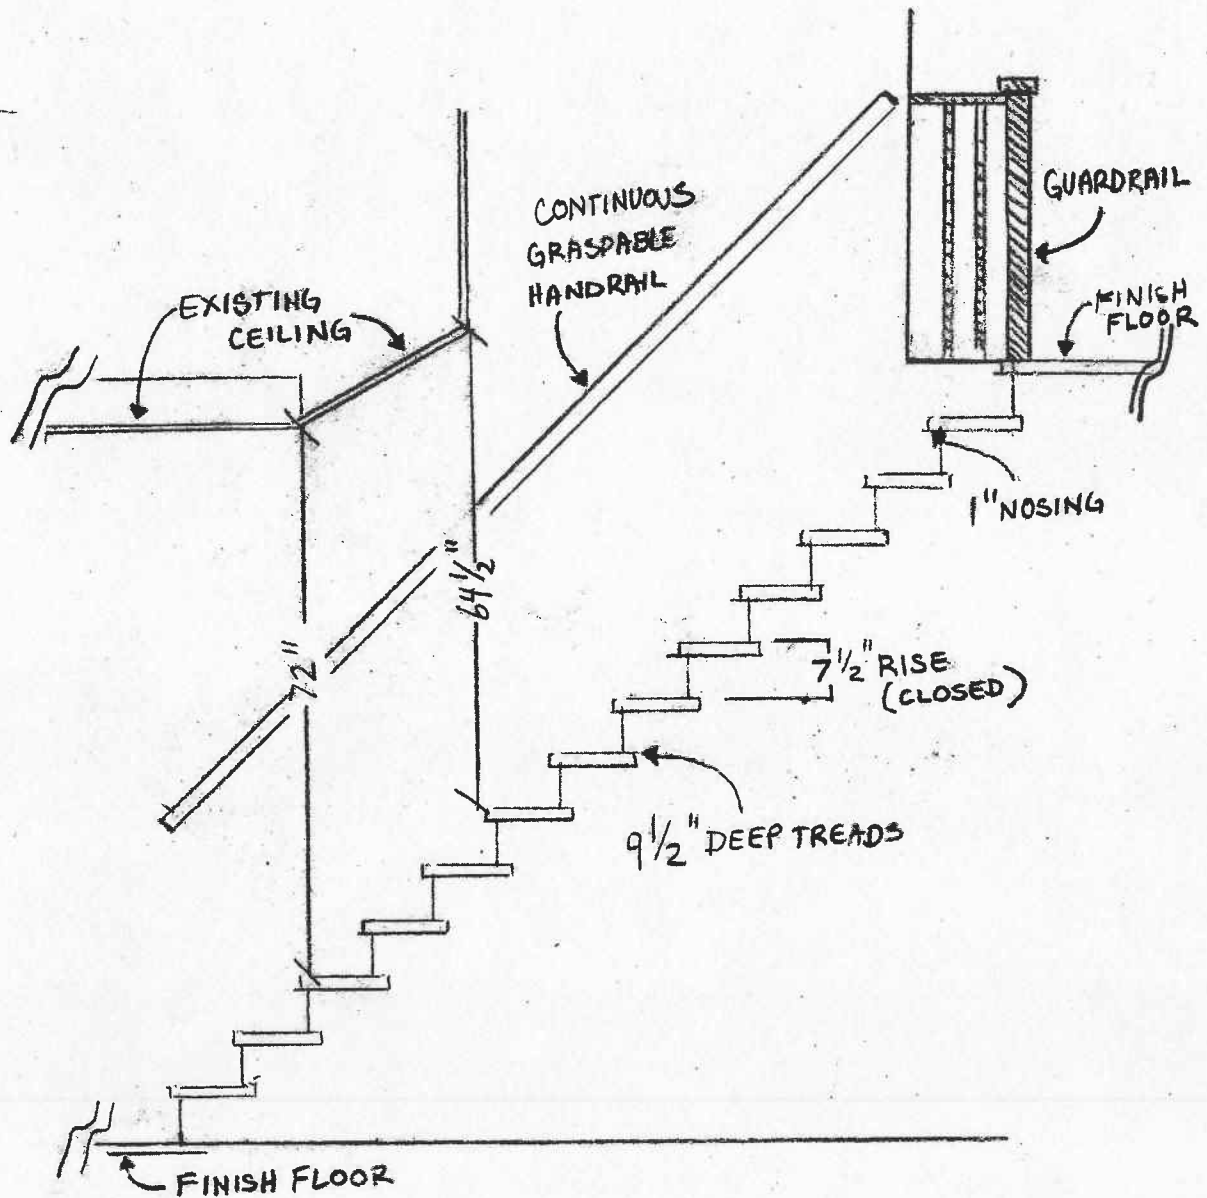 CONTINUOUS
GRASPABLE
HANDRAIL
GUARDRAIL
EXISTING
CEILING
FINISH
FLOOR
1" NOSING
64 1/2"
72"
7 1/2" RISE
(CLOSED)
9 1/2" DEEP TREADS
FINISH FLOOR